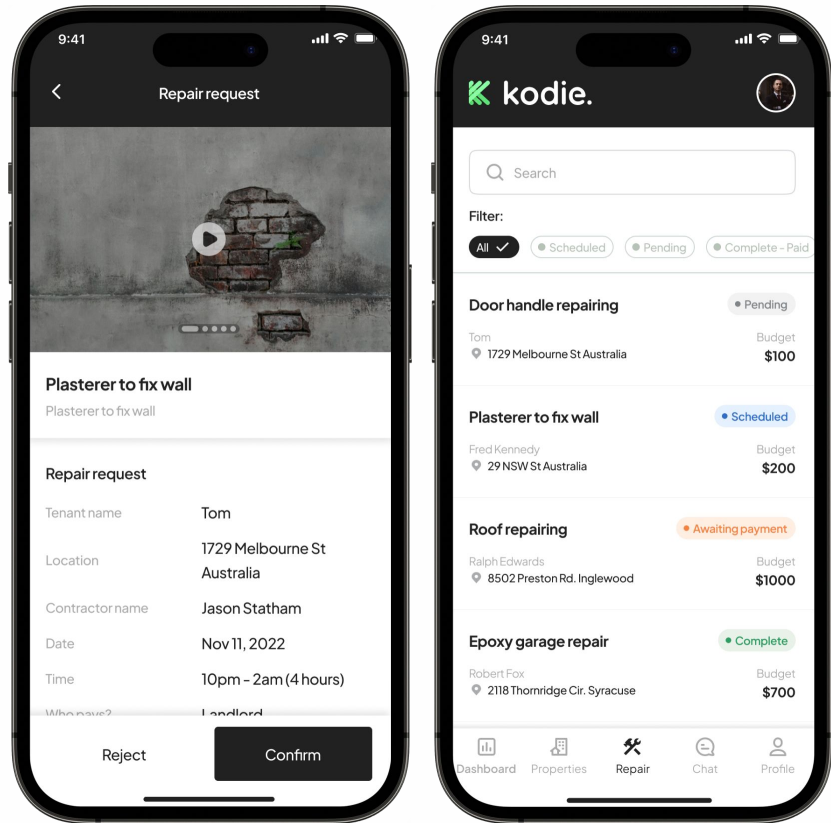 9:41
Repair request
Plasterer to fix wall
Plasterer to fix wall
Repair request
Tenant name Tom
Location 1729 Melbourne St
Australia
Contractor name Jason Statham
Date Nov 11, 2022
Time 10pm - 2am (4 hours)
Who pays? Landlord
Reject Confirm
9:41
kodie.
Search
Filter:
All Scheduled Pending Complete - Paid
Door handle repairing Pending
Tom Budget
1729 Melbourne St Australia $100
Plasterer to fix wall Scheduled
Fred Kennedy Budget
29 NSW St Australia $200
Roof repairing Awaiting payment
Ralph Edwards Budget
8502 Preston Rd. Inglewood $1000
Epoxy garage repair Complete
Robert Fox Budget
2118 Thornridge Cir. Syracuse $700
Dashboard Properties Repair Chat Profile